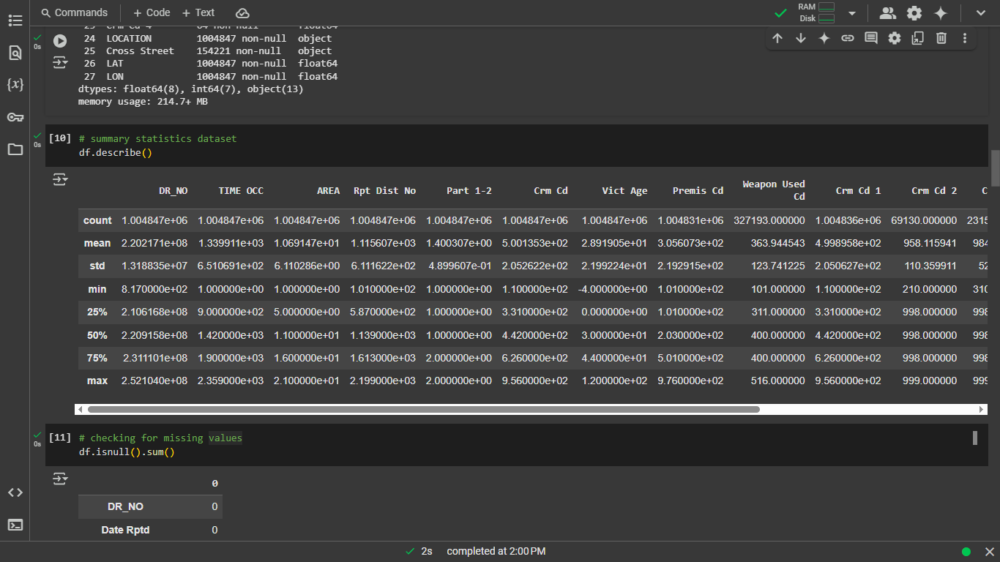 Commands + Code + Text RAM Disk
24 LOCATION 1004847 non-null object
0s
25 Cross Street 154221 non-null object
26 LAT 1004847 non-null float64
27 LON 1004847 non-null float64
dtypes: float64(8), int64(7), object(13)
memory usage: 214.7+ MB
[10] # summary statistics dataset
0s
df.describe()
DR_NO TIME OCC AREA Rpt Dist No Part 1-2 Crm Cd Vict Age Premis Cd Weapon Used Cd Crm Cd 1 Crm Cd 2 C
count 1.004847e+06 1.004847e+06 1.004847e+06 1.004847e+06 1.004847e+06 1.004847e+06 1.004847e+06 1.004831e+06 327193.000000 1.004836e+06 69130.000000 2315
mean 2.202171e+08 1.339911e+03 1.069147e+01 1.115607e+03 1.400307e+00 5.001353e+02 2.891905e+01 3.056073e+02 363.944543 4.998958e+02 958.115941 984
std 1.318835e+07 6.510691e+02 6.110286e+00 6.111622e+02 4.899607e-01 2.052622e+02 2.199224e+01 2.192915e+02 123.741225 2.050627e+02 110.359911 52
min 8.170000e+02 1.000000e+00 1.000000e+00 1.010000e+02 1.000000e+00 1.100000e+02 -4.000000e+00 1.010000e+02 101.000000 1.100000e+02 210.000000 310
25% 2.106168e+08 9.000000e+02 5.000000e+00 5.870000e+02 1.000000e+00 3.310000e+02 0.000000e+00 1.010000e+02 311.000000 3.310000e+02 998.000000 998
50% 2.209158e+08 1.420000e+03 1.100000e+01 1.139000e+03 1.000000e+00 4.420000e+02 3.000000e+01 2.030000e+02 400.000000 4.420000e+02 998.000000 998
75% 2.311101e+08 1.900000e+03 1.600000e+01 1.613000e+03 2.000000e+00 6.260000e+02 4.400000e+01 5.010000e+02 400.000000 6.260000e+02 998.000000 998
max 2.521040e+08 2.359000e+03 2.100000e+01 2.199000e+03 2.000000e+00 9.560000e+02 1.200000e+02 9.760000e+02 516.000000 9.560000e+02 999.000000 999
[11] # checking for missing values
0s
df.isnull().sum()
0
DR_NO 0
Date Rptd 0
2s completed at 2:00 PM